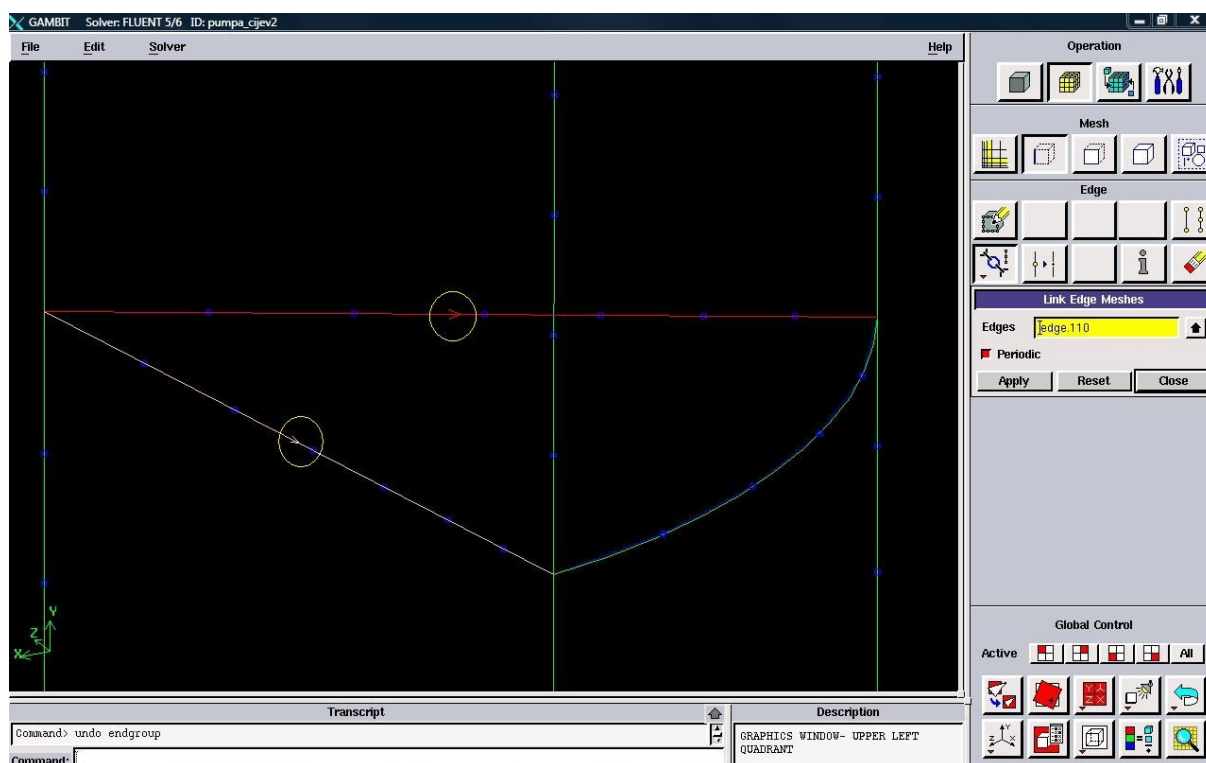 GAMBIT Solver: FLUENT 5/6 ID: pumpa_cijev2
File Edit Solver Help
Operation
Mesh
Edge
Link Edge Meshes
Edges edge.110
Periodic
Apply Reset Close
Y
Z
X
Global Control
Active All
Transcript
Command> undo endgroup
Command:
Description
GRAPHICS WINDOW- UPPER LEFT
QUADRANT